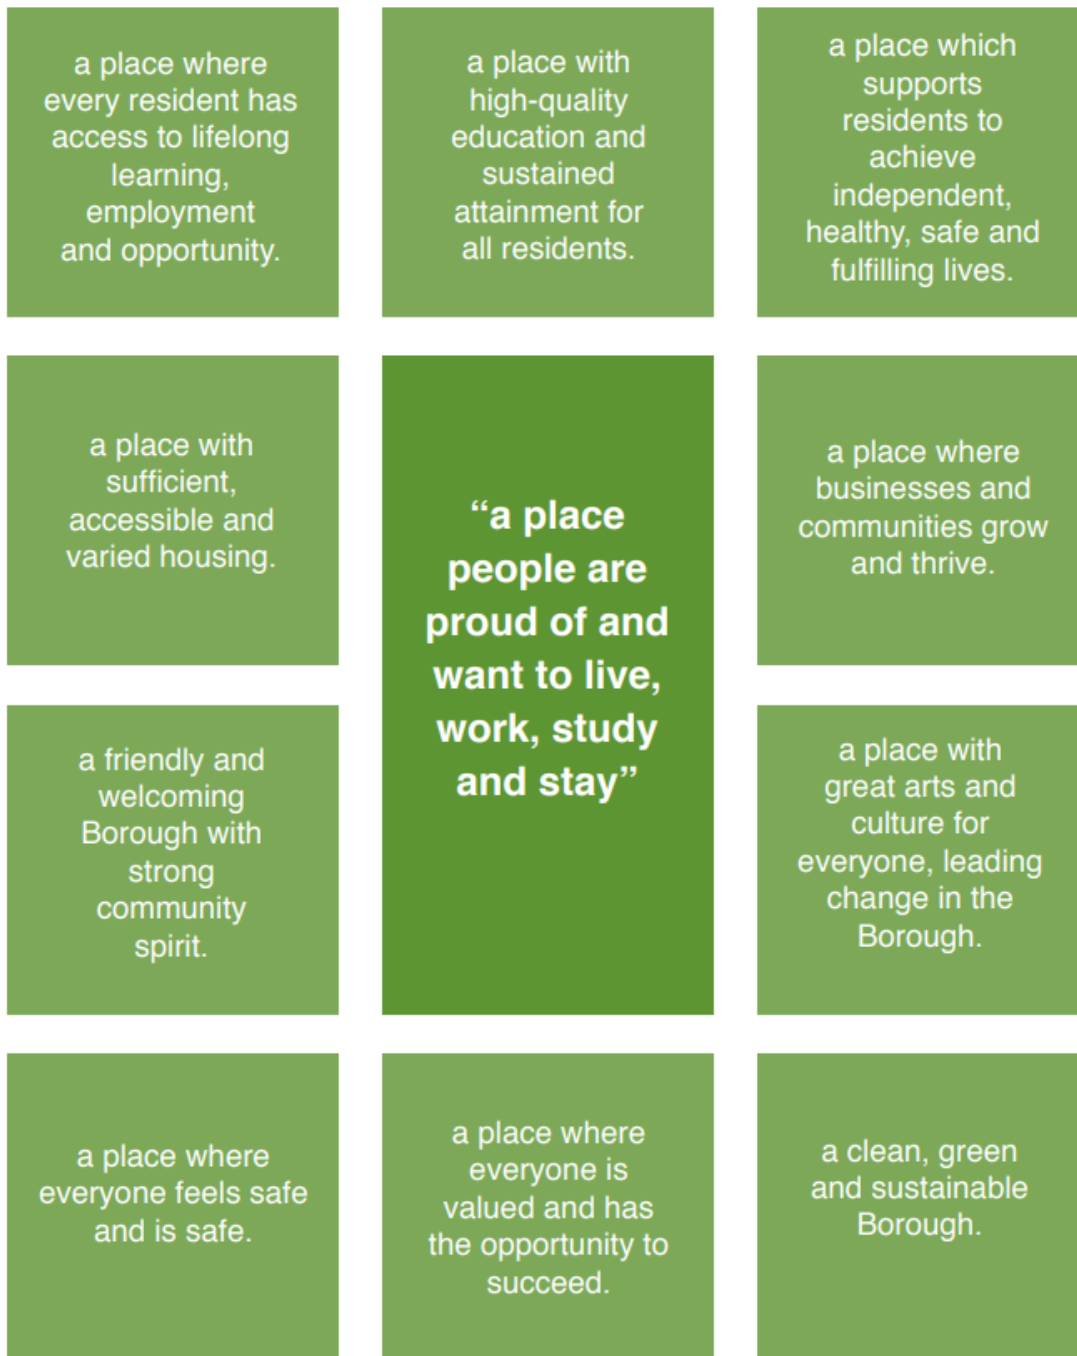 a place where
every resident has
access to lifelong
learning,
employment
and opportunity.
a place with
high-quality
education and
sustained
attainment for
all residents.
a place which
supports
residents to
achieve
independent,
healthy, safe and
fulfilling lives.
a place with
sufficient,
accessible and
varied housing.
“a place
people are
proud of and
want to live,
work, study
and stay”
a place where
businesses and
communities grow
and thrive.
a friendly and
welcoming
Borough with
strong
community
spirit.
a place with
great arts and
culture for
everyone, leading
change in the
Borough.
a place where
everyone feels safe
and is safe.
a place where
everyone is
valued and has
the opportunity to
succeed.
a clean, green
and sustainable
Borough.